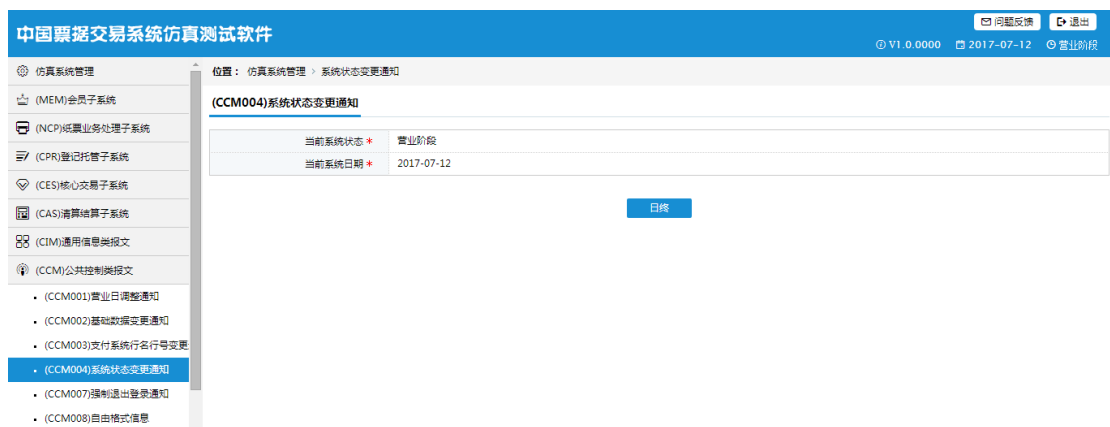 中国票据交易系统仿真测试软件
问题反馈 退出
V1.0.0000 2017-07-12 营业阶段
仿真系统管理
(MEM)会员子系统
(NCP)纸票业务处理子系统
(CPR)登记托管子系统
(CES)核心交易子系统
(CAS)清算结算子系统
(CIM)通用信息类报文
(CCM)公共控制类报文
(CCM001)营业日调整通知
(CCM002)基础数据变更通知
(CCM003)支付系统行名行号变更
(CCM004)系统状态变更通知
(CCM007)强制退出登录通知
(CCM008)自由格式信息
位置： 仿真系统管理 > 系统状态变更通知
(CCM004)系统状态变更通知
当前系统状态 * 营业阶段
当前系统日期 * 2017-07-12
日终